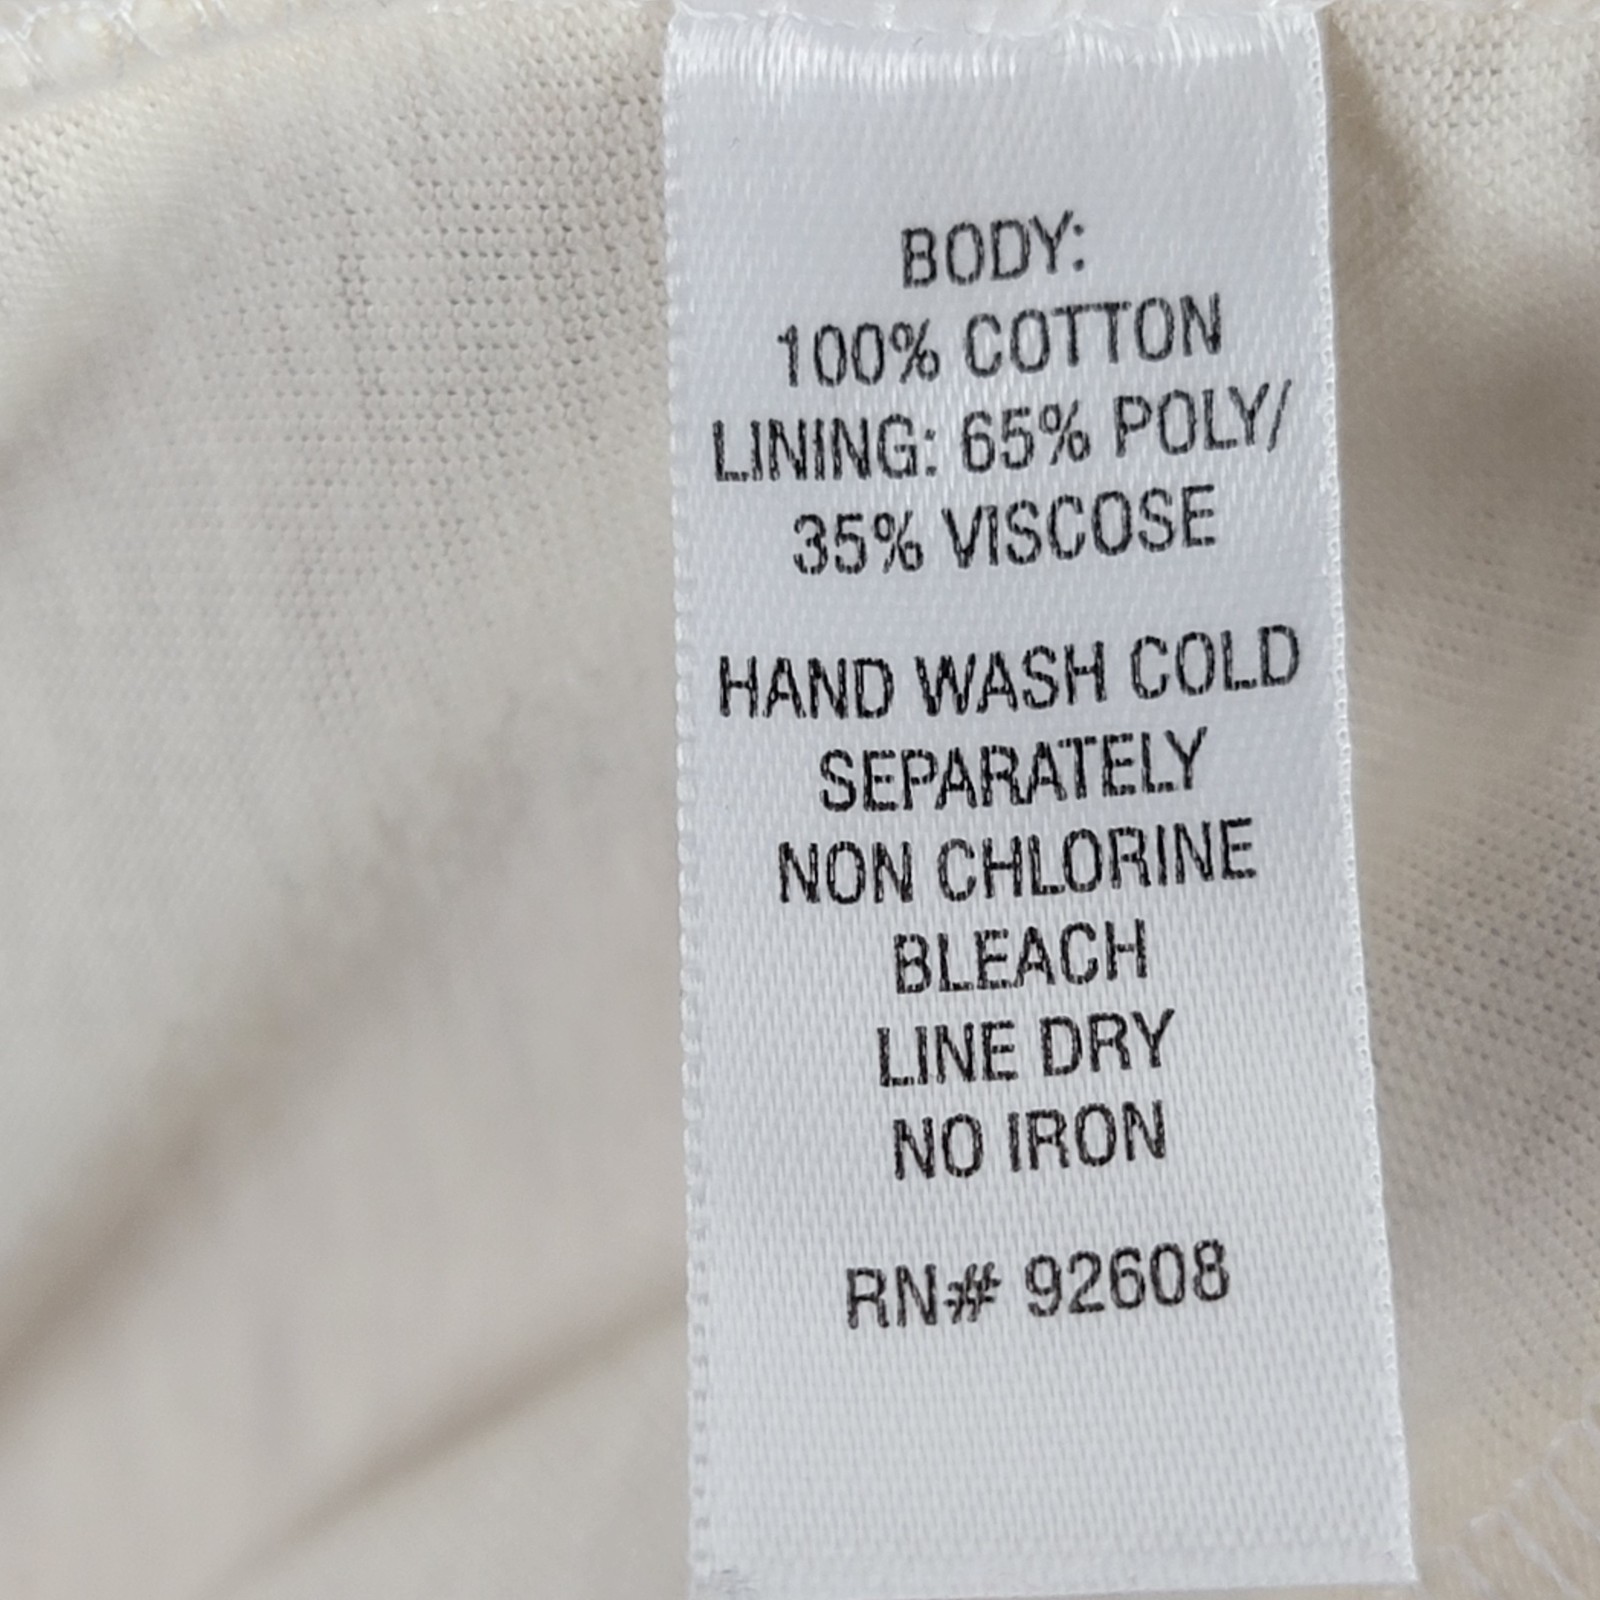 BODY:
100% COTTON
LINING: 65% POLY/
35% VISCOSE
HAND WASH COLD
SEPARATELY
NON CHLORINE
BLEACH
LINE DRY
NO IRON
RN# 92608